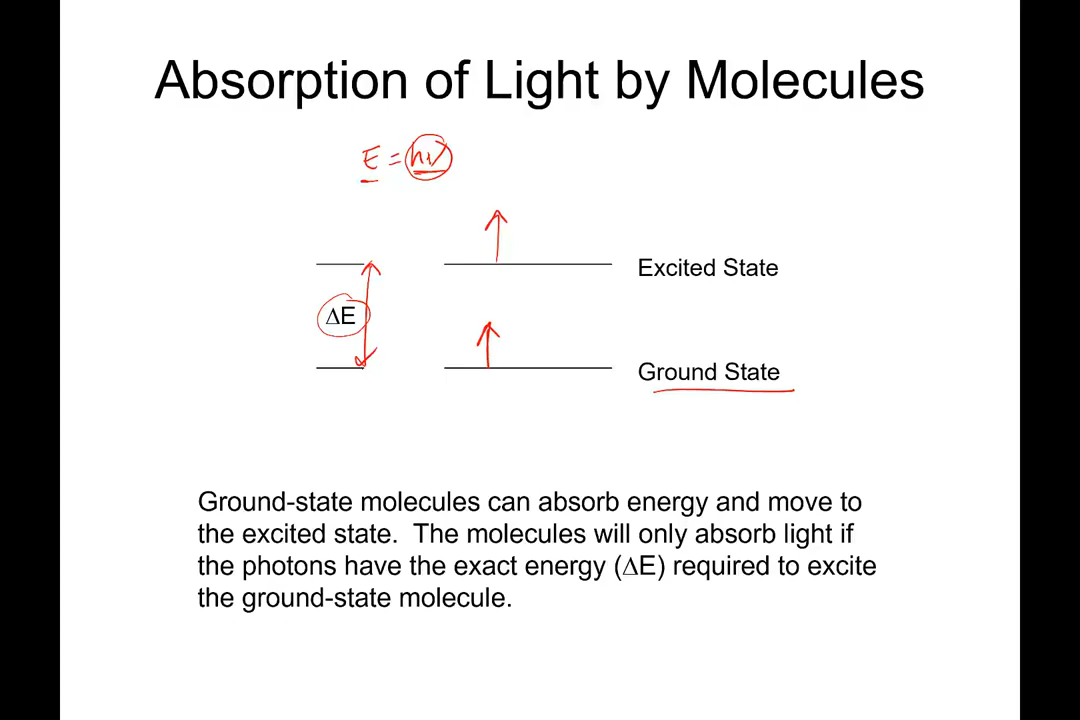 Absorption of Light by Molecules
E = hν
Excited State
ΔE
Ground State
Ground-state molecules can absorb energy and move to
the excited state. The molecules will only absorb light if
the photons have the exact energy (ΔE) required to excite
the ground-state molecule.